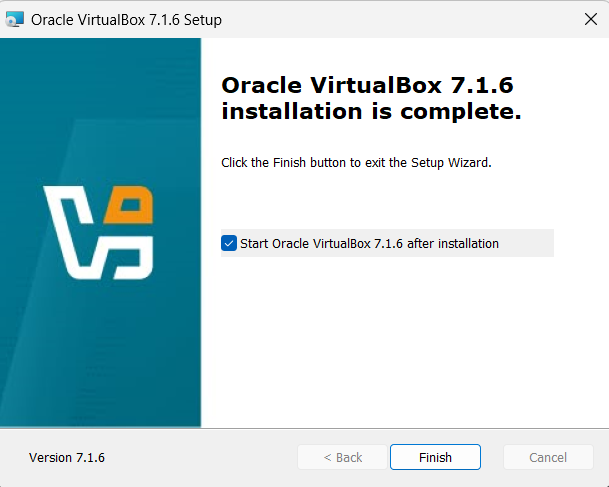 Oracle VirtualBox 7.1.6 Setup
Oracle VirtualBox 7.1.6
installation is complete.
Click the Finish button to exit the Setup Wizard.
Start Oracle VirtualBox 7.1.6 after installation
Version 7.1.6
< Back
Finish
Cancel